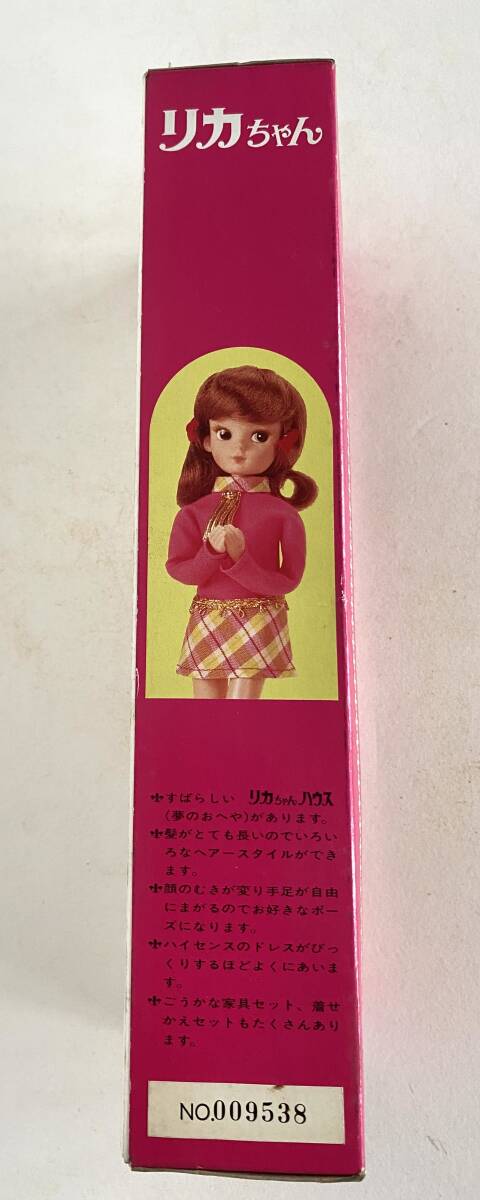 リカちゃん
✤すばらしい リカちゃんハウス
(夢のおへや)があります。
✤髪がとても長いのでいろい
ろなヘアースタイルができ
ます。
✤顔のむきが変り手足が自由
にまがるのでお好きなポー
ズになります。
✤ハイセンスのドレスがびっ
くりするほどよくにあいま
す。
✤ごうかな家具セット、着せ
かえセットもたくさんあり
ます。
NO.009538